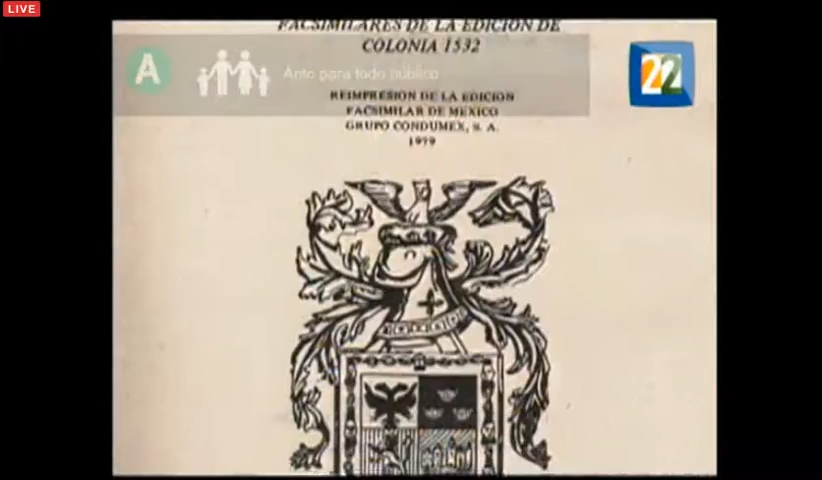 LIVE
FACSIMILARES DE LA EDICION DE
COLONIA 1532
A
Apto para todo público
22
REIMPRESION DE LA EDICION
FACSIMILAR DE MEXICO
GRUPO CONDUMEX, S. A.
1979